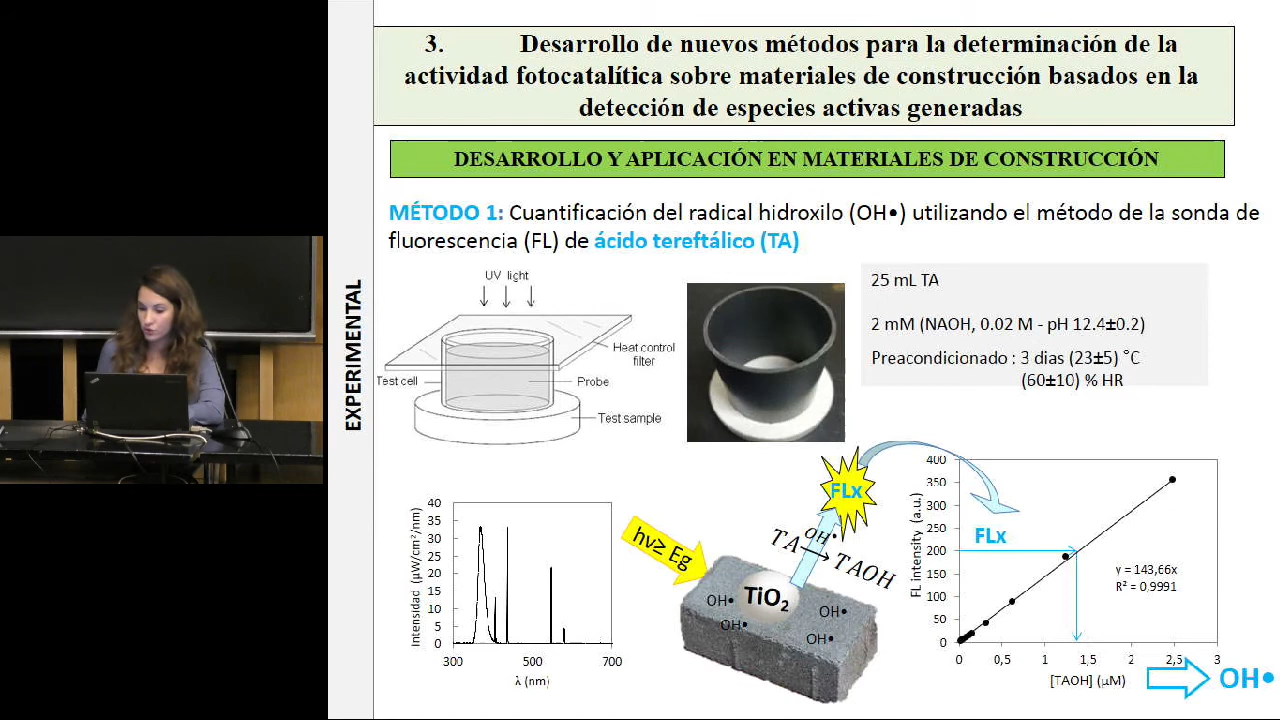 3. Desarrollo de nuevos métodos para la determinación de la
actividad fotocatalítica sobre materiales de construcción basados en la
detección de especies activas generadas
DESARROLLO Y APLICACIÓN EN MATERIALES DE CONSTRUCCIÓN
MÉTODO 1: Cuantificación del radical hidroxilo (OH•) utilizando el método de la sonda de
fluorescencia (FL) de ácido tereftálico (TA)
EXPERIMENTAL
UV light
Heat control
filter
Test cell
Probe
Test sample
25 mL TA
2 mM (NAOH, 0.02 M - pH 12.4±0.2)
Preacondicionado : 3 dias (23±5) °C
(60±10) % HR
Intensidad (µW/cm²/nm)
40
35
30
25
20
15
10
5
0
300
500
700
λ (nm)
hv≥ Eg
FLx
TA OH• → TAOH
TiO₂
OH•
OH•
OH•
OH•
FL intensity (a.u.)
400
350
300
250
200
150
100
50
0
FLx
y = 143,66x
R² = 0,9991
0
0,5
1
1,5
2
2,5
3
[TAOH] (µM)
OH•